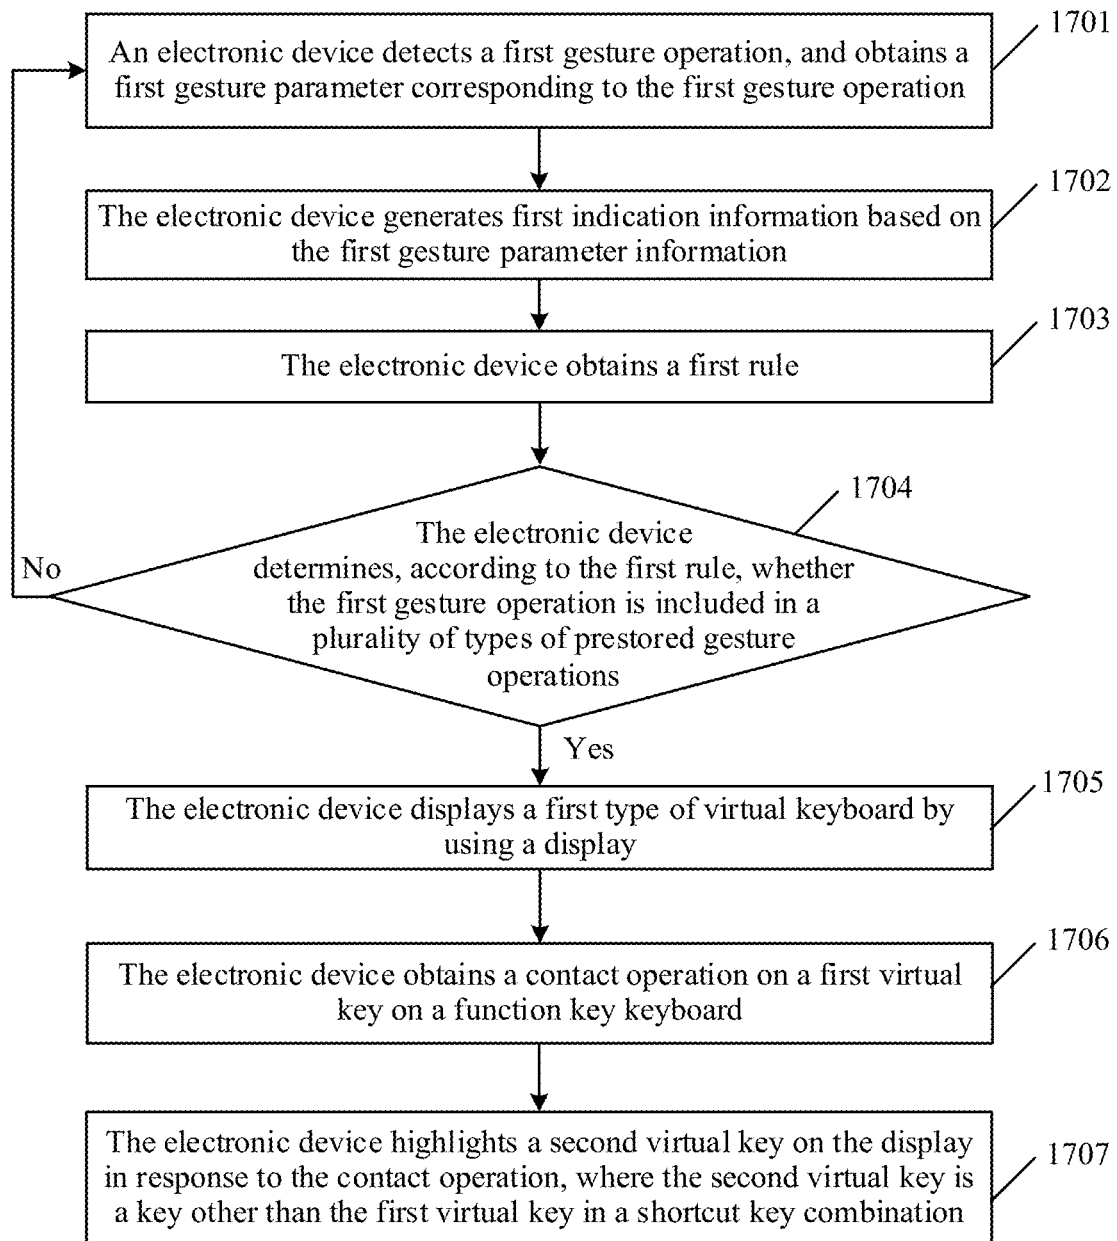 1701
An electronic device detects a first gesture operation, and obtains a
first gesture parameter corresponding to the first gesture operation
1702
The electronic device generates first indication information based on
the first gesture parameter information
1703
The electronic device obtains a first rule
1704
The electronic device
determines, according to the first rule, whether
the first gesture operation is included in a
plurality of types of prestored gesture
operations
No
Yes
1705
The electronic device displays a first type of virtual keyboard by
using a display
1706
The electronic device obtains a contact operation on a first virtual
key on a function key keyboard
1707
The electronic device highlights a second virtual key on the display
in response to the contact operation, where the second virtual key is
a key other than the first virtual key in a shortcut key combination